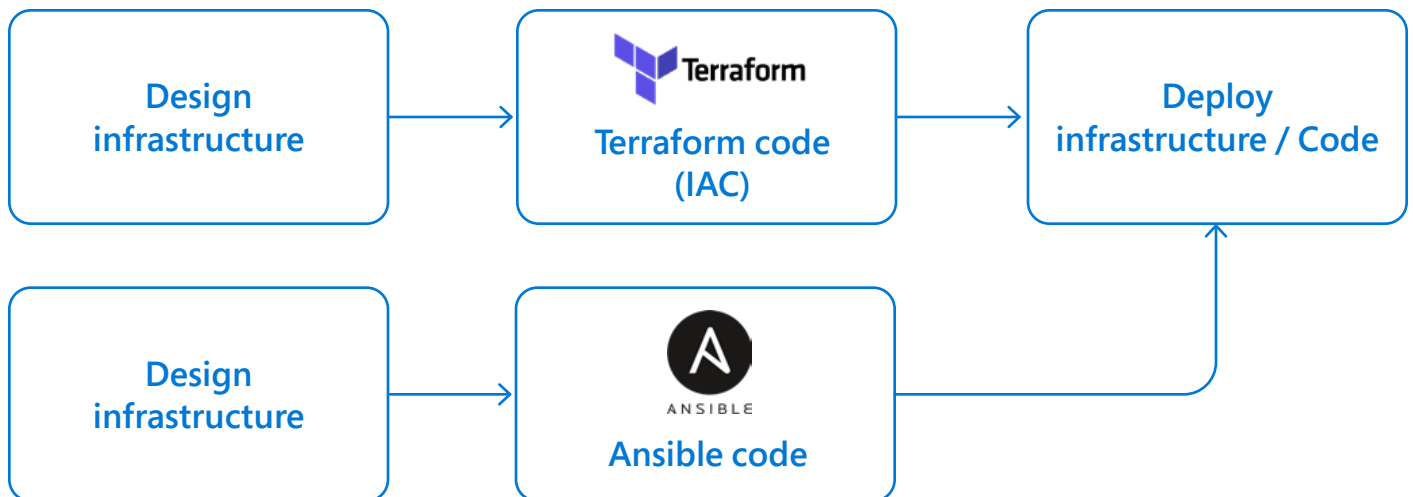 Design
infrastructure
Terraform
Terraform code
(IAC)
Deploy
infrastructure / Code
Design
infrastructure
ANSIBLE
Ansible code